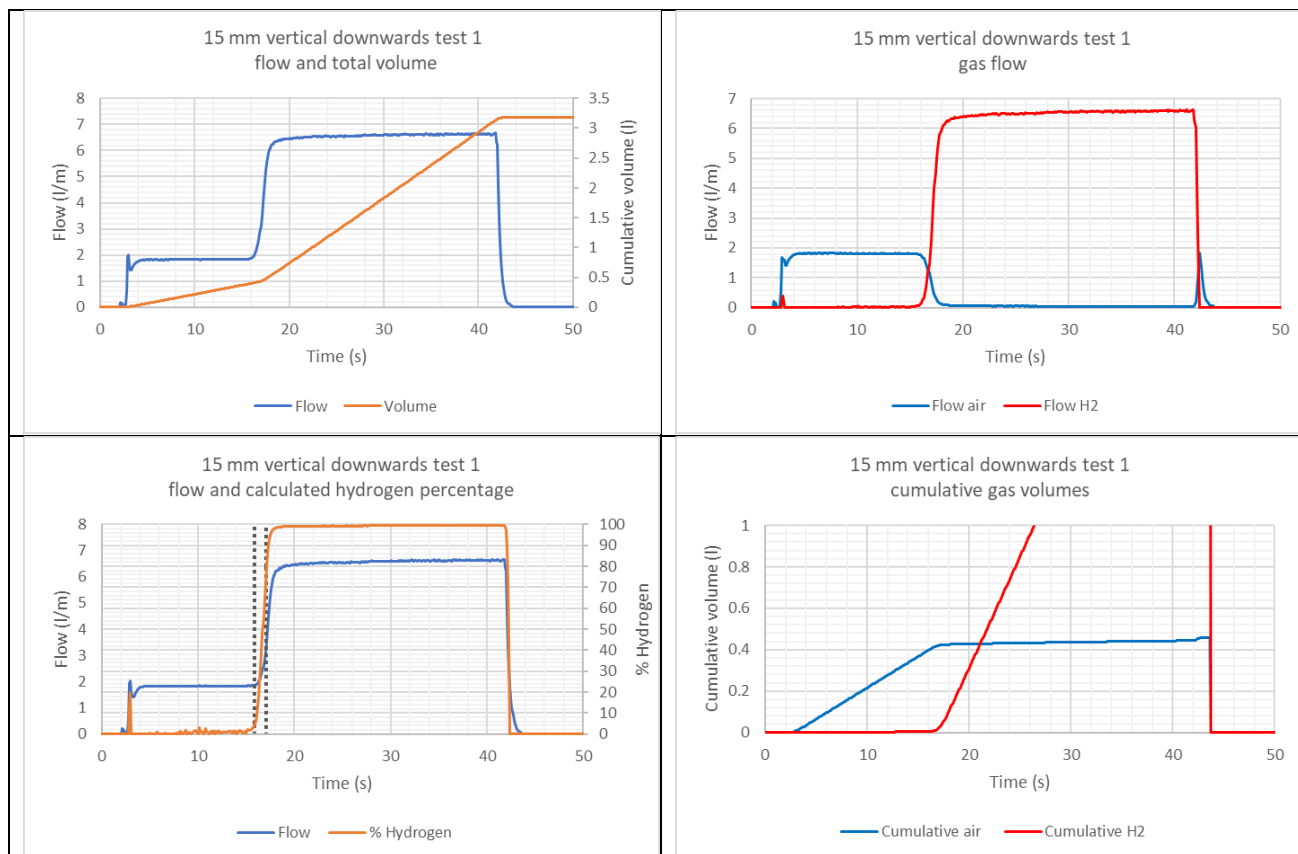 15 mm vertical downwards test 1
flow and total volume
8
7
6
5
4
3
2
1
0
Flow (l/m)
3.5
3
2.5
2
1.5
1
0.5
0
Cumulative volume (l)
0 10 20 30 40 50
Time (s)
Flow Volume
15 mm vertical downwards test 1
gas flow
7
6
5
4
3
2
1
0
Flow (l/m)
0 10 20 30 40 50
Time (s)
Flow air Flow H2
15 mm vertical downwards test 1
flow and calculated hydrogen percentage
8
7
6
5
4
3
2
1
0
Flow (l/m)
100
90
80
70
60
50
40
30
20
10
0
% Hydrogen
0 10 20 30 40 50
Time (s)
Flow % Hydrogen
15 mm vertical downwards test 1
cumulative gas volumes
1
0.8
0.6
0.4
0.2
0
Cumulative volume (l)
0 10 20 30 40 50
Time (s)
Cumulative air Cumulative H2